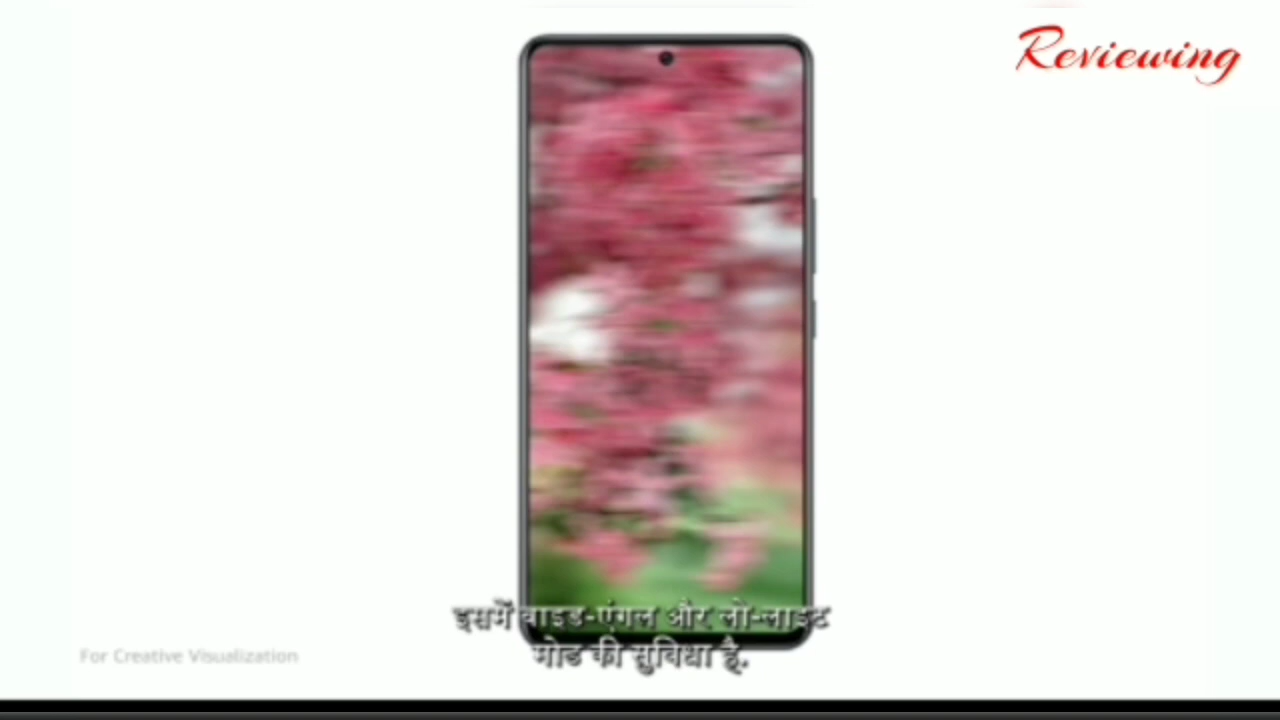 Reviewing
इसमें वाइड-एंगल और लो-लाइट
मोड की सुविधा है.
For Creative Visualization